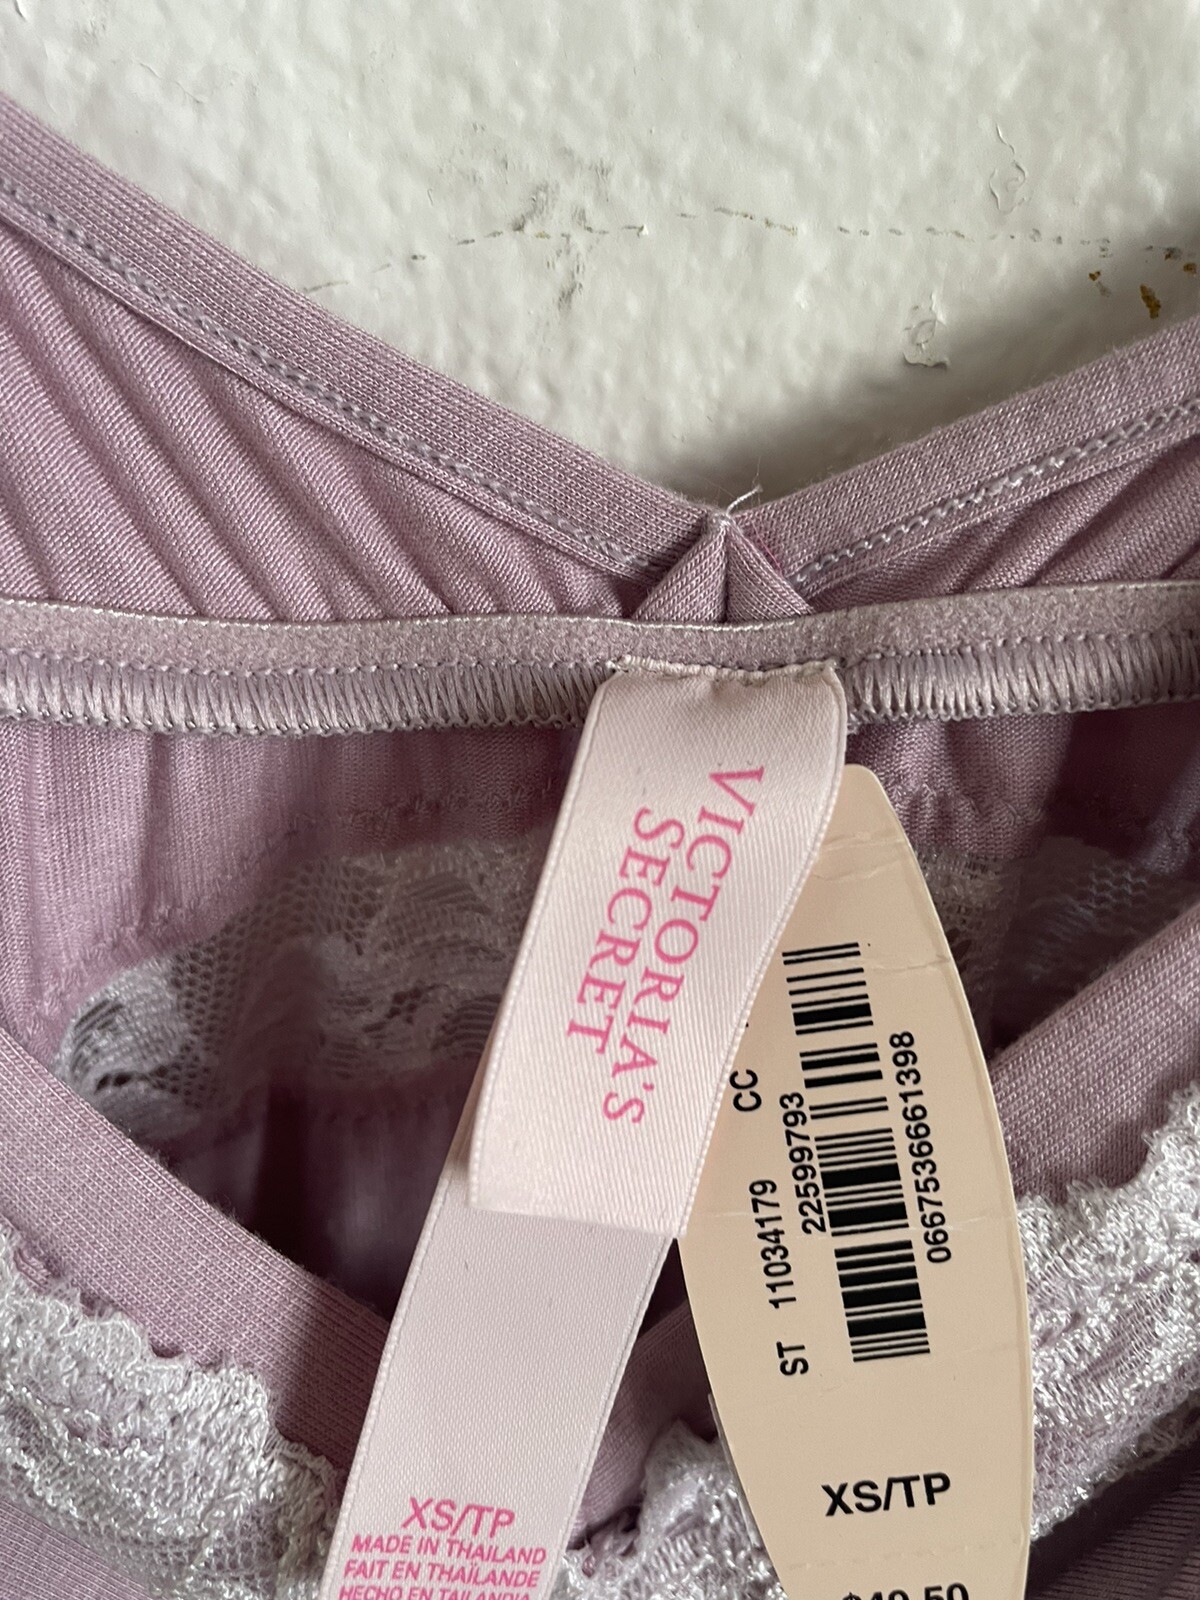 VICTORIA'S
SECRET
XS/TP
MADE IN THAILAND
FAIT EN THAÏLANDE
HECHO EN TAILANDIA
ST 11034179 CC
22599793
0667536661398
XS/TP